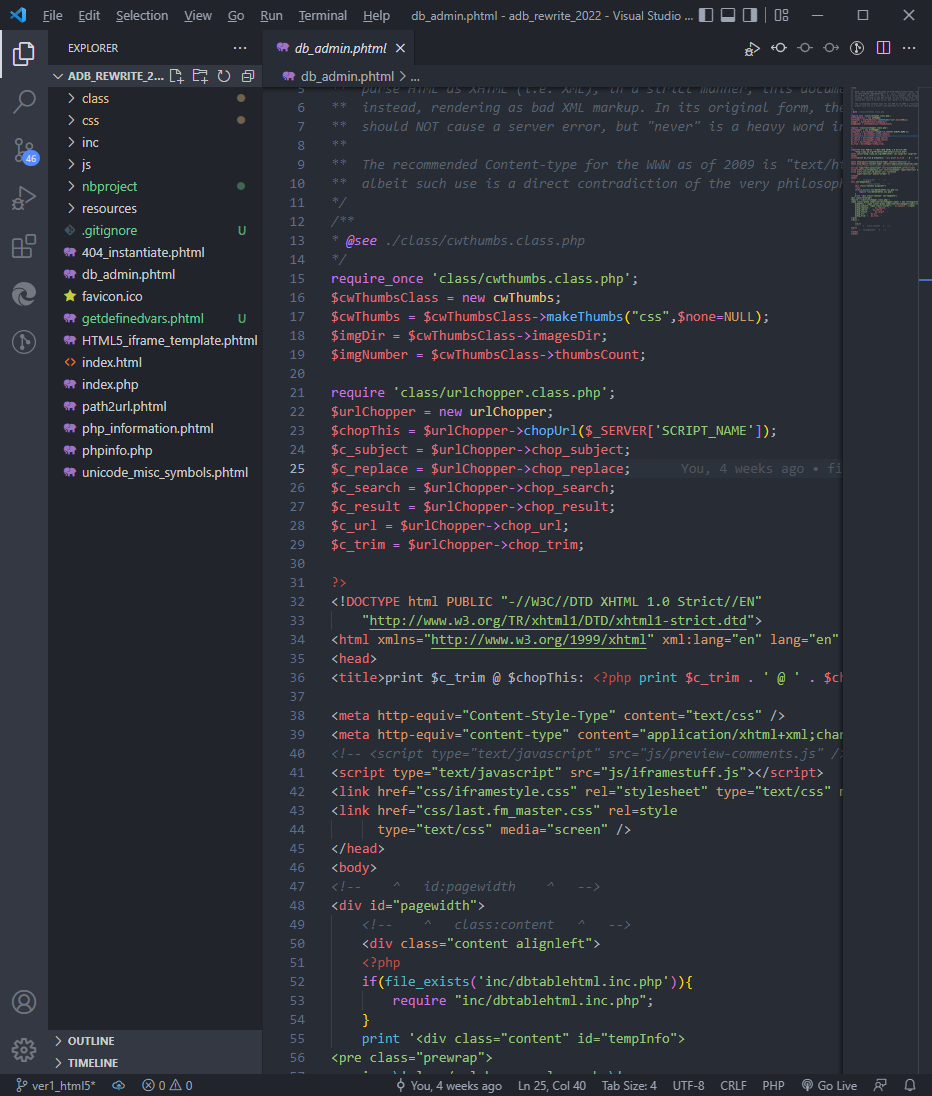 File Edit Selection View Go Run Terminal Help db_admin.phtml - adb_rewrite_2022 - Visual Studio ...
EXPLORER
ADB_REWRITE_2...
class
css
inc
js
nbproject
resources
.gitignore U
404_instantiate.phtml
db_admin.phtml
favicon.ico
getdefinedvars.phtml U
HTML5_iframe_template.phtml
index.html
index.php
path2url.phtml
php_information.phtml
phpinfo.php
unicode_misc_symbols.phtml
OUTLINE
TIMELINE
46
db_admin.phtml
db_admin.phtml > ...
5 ** parse HTML as XHTML (i.e. XML), in a strict manner, this docum
6 ** instead, rendering as bad XML markup. In its original form, the
7 ** should NOT cause a server error, but "never" is a heavy word i
8 **
9 ** The recommended Content-type for the WWW as of 2009 is "text/h
10 ** albeit such use is a direct contradiction of the very philosop
11 */
12 /**
13 * @see ./class/cwthumbs.class.php
14 */
15 require_once 'class/cwthumbs.class.php';
16 $cwThumbsClass = new cwThumbs;
17 $cwThumbs = $cwThumbsClass->makeThumbs("css",$none=NULL);
18 $imgDir = $cwThumbsClass->imagesDir;
19 $imgNumber = $cwThumbsClass->thumbsCount;
20
21 require 'class/urlchopper.class.php';
22 $urlChopper = new urlChopper;
23 $chopThis = $urlChopper->chopUrl($_SERVER['SCRIPT_NAME']);
24 $c_subject = $urlChopper->chop_subject;
25 $c_replace = $urlChopper->chop_replace; You, 4 weeks ago • fi
26 $c_search = $urlChopper->chop_search;
27 $c_result = $urlChopper->chop_result;
28 $c_url = $urlChopper->chop_url;
29 $c_trim = $urlChopper->chop_trim;
30
31 ?>
32 <!DOCTYPE html PUBLIC "-//W3C//DTD XHTML 1.0 Strict//EN"
33 "http://www.w3.org/TR/xhtml1/DTD/xhtml1-strict.dtd">
34 <html xmlns="http://www.w3.org/1999/xhtml" xml:lang="en" lang="en"
35 <head>
36 <title>print $c_trim @ $chopThis: <?php print $c_trim . ' @ ' . $ch
37
38 <meta http-equiv="Content-Style-Type" content="text/css" />
39 <meta http-equiv="content-type" content="application/xhtml+xml;char
40 <!-- <script type="text/javascript" src="js/preview-comments.js" /
41 <script type="text/javascript" src="js/iframestuff.js"></script>
42 <link href="css/iframestyle.css" rel="stylesheet" type="text/css" m
43 <link href="css/last.fm_master.css" rel=style
44 type="text/css" media="screen" />
45 </head>
46 <body>
47 <!-- ^ id:pagewidth ^ -->
48 <div id="pagewidth">
49 <!-- ^ class:content ^ -->
50 <div class="content alignleft">
51 <?php
52 if(file_exists('inc/dbtablehtml.inc.php')){
53 require "inc/dbtablehtml.inc.php";
54 }
55 print '<div class="content" id="tempInfo">
56 <pre class="prewrap">
ver1_html5* 0 0 You, 4 weeks ago Ln 25, Col 40 Tab Size: 4 UTF-8 CRLF PHP Go Live